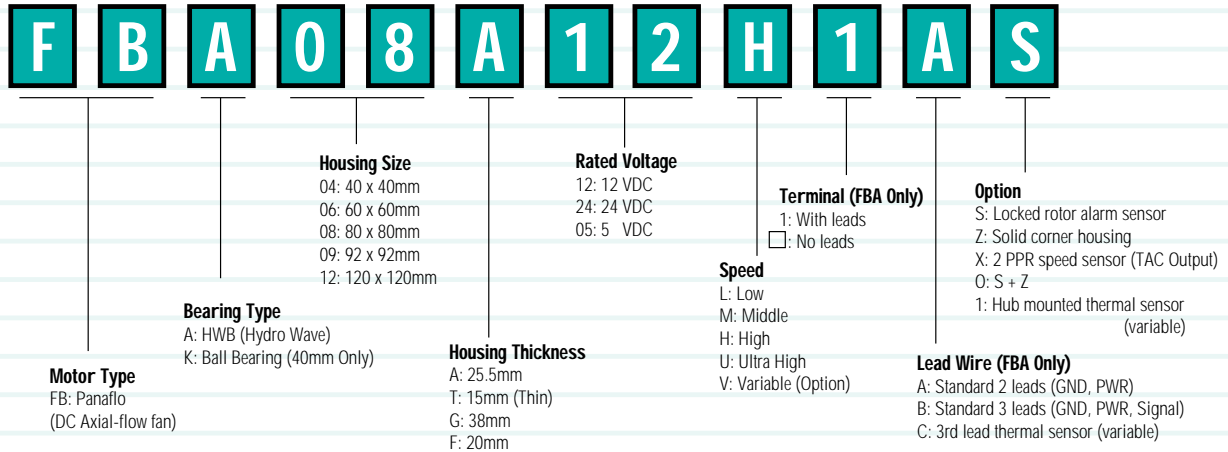 F B A 0 8 A 1 2 H 1 A S
Motor Type
FB: Panaflo
(DC Axial-flow fan)
Bearing Type
A: HWB (Hydro Wave)
K: Ball Bearing (40mm Only)
Housing Size
04: 40 x 40mm
06: 60 x 60mm
08: 80 x 80mm
09: 92 x 92mm
12: 120 x 120mm
Housing Thickness
A: 25.5mm
T: 15mm (Thin)
G: 38mm
F: 20mm
Rated Voltage
12: 12 VDC
24: 24 VDC
05: 5 VDC
Speed
L: Low
M: Middle
H: High
U: Ultra High
V: Variable (Option)
Terminal (FBA Only)
1: With leads
□: No leads
Lead Wire (FBA Only)
A: Standard 2 leads (GND, PWR)
B: Standard 3 leads (GND, PWR, Signal)
C: 3rd lead thermal sensor (variable)
Option
S: Locked rotor alarm sensor
Z: Solid corner housing
X: 2 PPR speed sensor (TAC Output)
O: S + Z
1: Hub mounted thermal sensor
(variable)